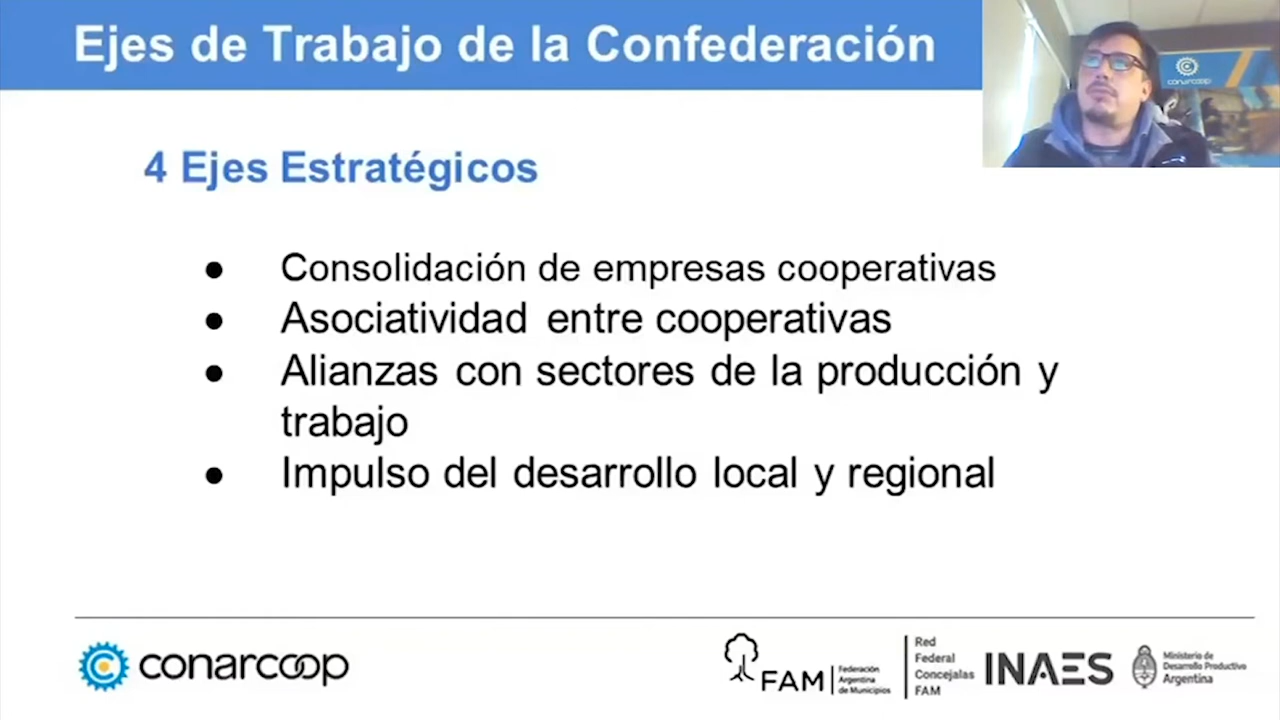 Ejes de Trabajo de la Confederación
conarcoop
4 Ejes Estratégicos
● Consolidación de empresas cooperativas
● Asociatividad entre cooperativas
● Alianzas con sectores de la producción y
trabajo
● Impulso del desarrollo local y regional
conarcoop
FAM
Federación
Argentina
de Municipios
Red
Federal
Concejalas
FAM
INAES
Ministerio de
Desarrollo Productivo
Argentina